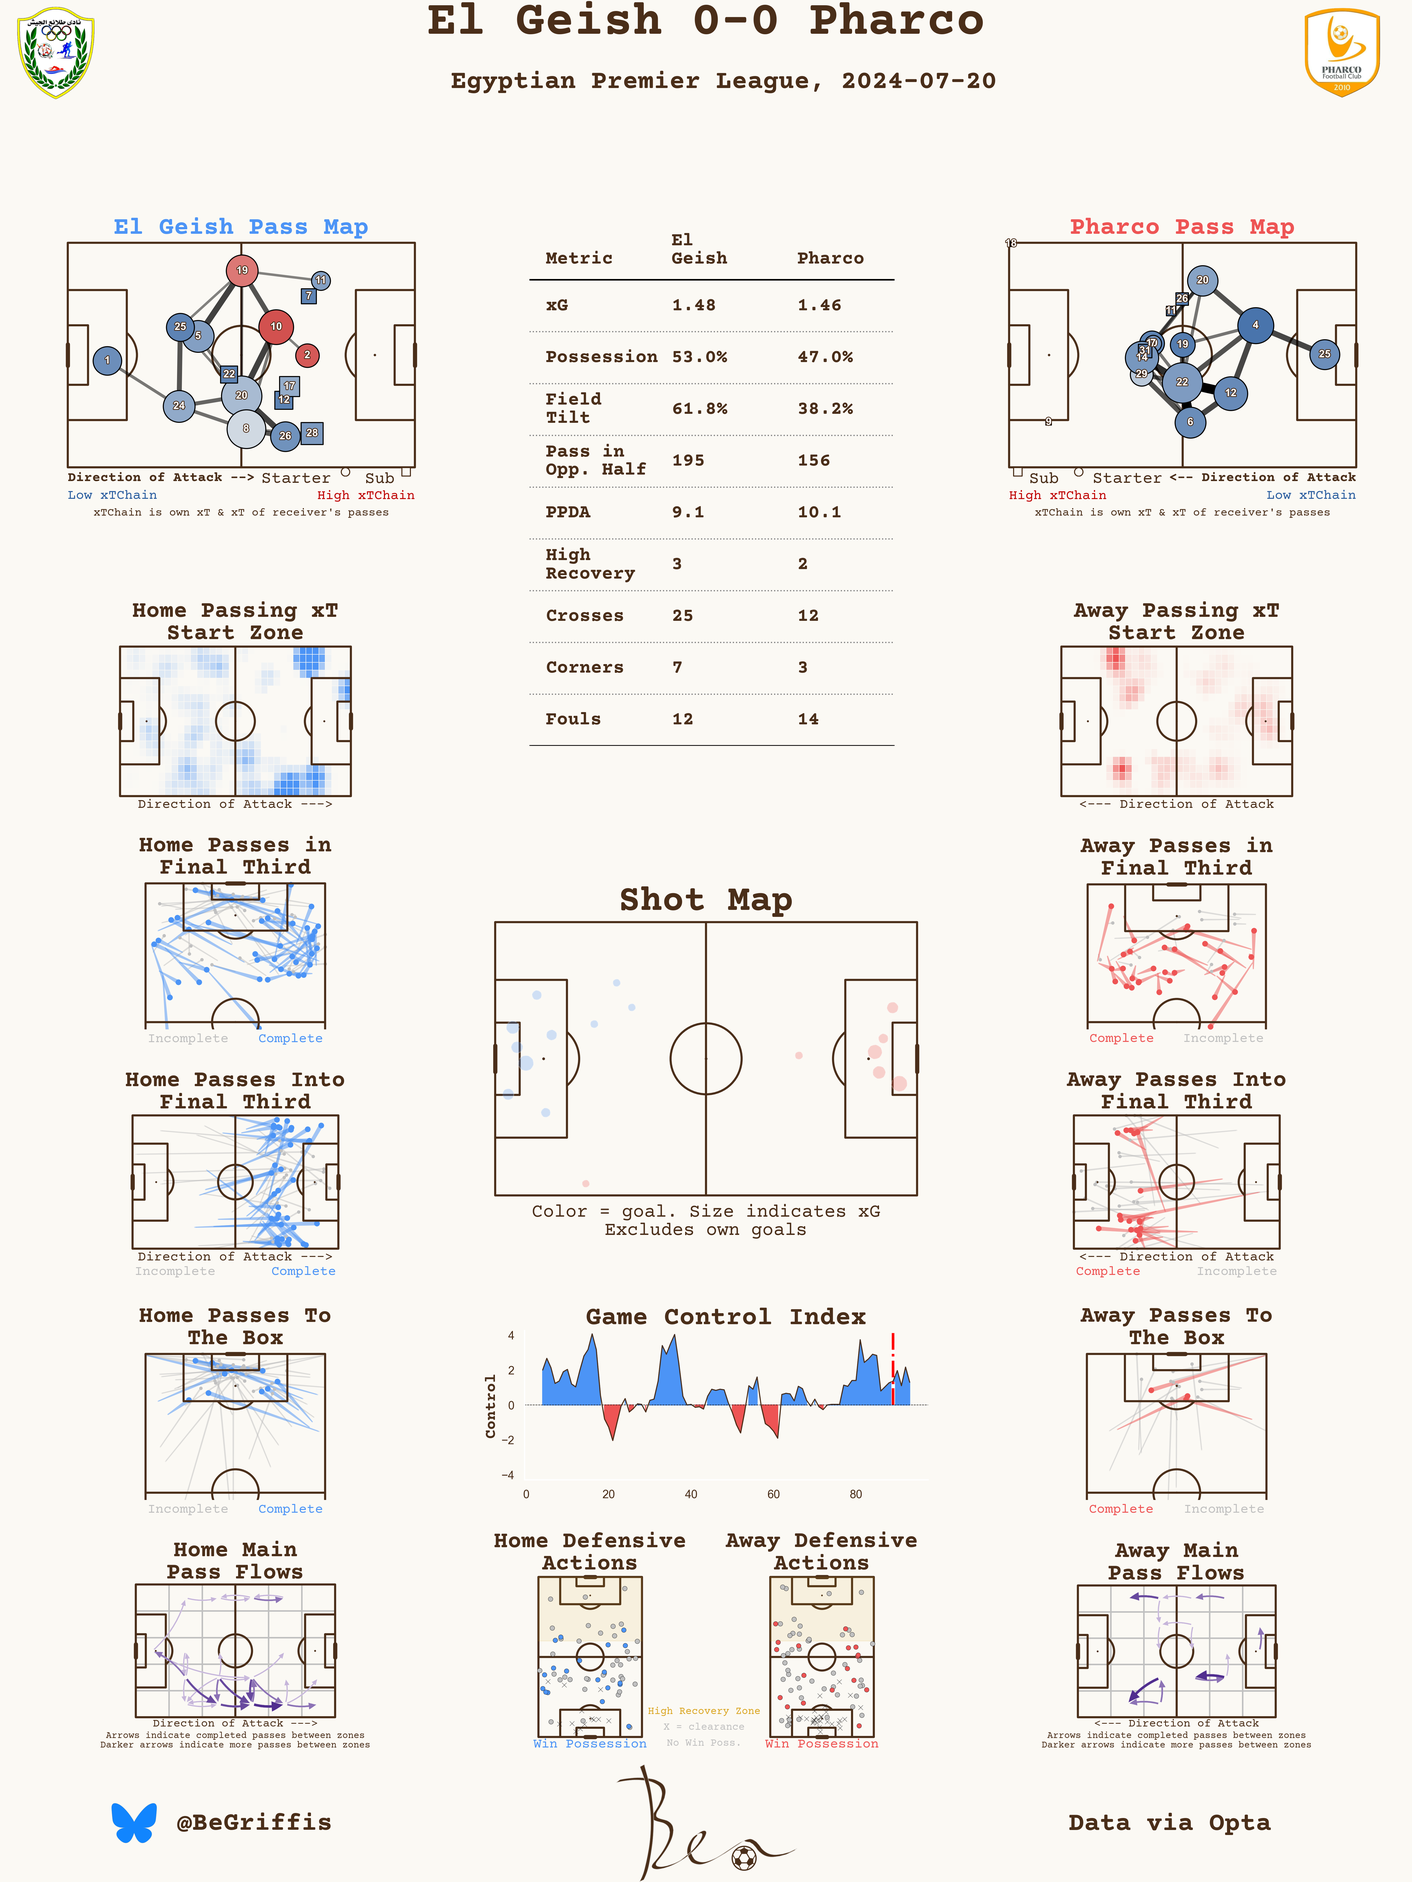 El Geish 0-0 Pharco
Egyptian Premier League, 2024-07-20
نادى طلائع الجيش
PHARCO
Football Club
2010
El Geish Pass Map
19
11
7
25
5
10
1
2
22
17
20
12
24
8
26
28
Direction of Attack --> Starter Sub
Low xTChain High xTChain
xTChain is own xT & xT of receiver's passes
Metric El Geish Pharco
xG 1.48 1.46
Possession 53.0% 47.0%
Field Tilt 61.8% 38.2%
Pass in Opp. Half 195 156
PPDA 9.1 10.1
High Recovery 3 2
Crosses 25 12
Corners 7 3
Fouls 12 14
Pharco Pass Map
18
20
26
11
4
19
31
14
25
29
22
12
9
6
Sub Starter <-- Direction of Attack
High xTChain Low xTChain
xTChain is own xT & xT of receiver's passes
Home Passing xT
Start Zone
Direction of Attack --->
Away Passing xT
Start Zone
<--- Direction of Attack
Home Passes in
Final Third
Incomplete Complete
Away Passes in
Final Third
Complete Incomplete
Shot Map
Color = goal. Size indicates xG
Excludes own goals
Home Passes Into
Final Third
Direction of Attack --->
Incomplete Complete
Away Passes Into
Final Third
<--- Direction of Attack
Complete Incomplete
Home Passes To
The Box
Incomplete Complete
Game Control Index
Control
4
2
0
−2
−4
0 20 40 60 80
Away Passes To
The Box
Complete Incomplete
Home Main
Pass Flows
Direction of Attack --->
Arrows indicate completed passes between zones
Darker arrows indicate more passes between zones
Home Defensive
Actions
Win Possession
High Recovery Zone
X = clearance
No Win Poss.
Away Defensive
Actions
Win Possession
Away Main
Pass Flows
<--- Direction of Attack
Arrows indicate completed passes between zones
Darker arrows indicate more passes between zones
@BeGriffis
Ben
Data via Opta